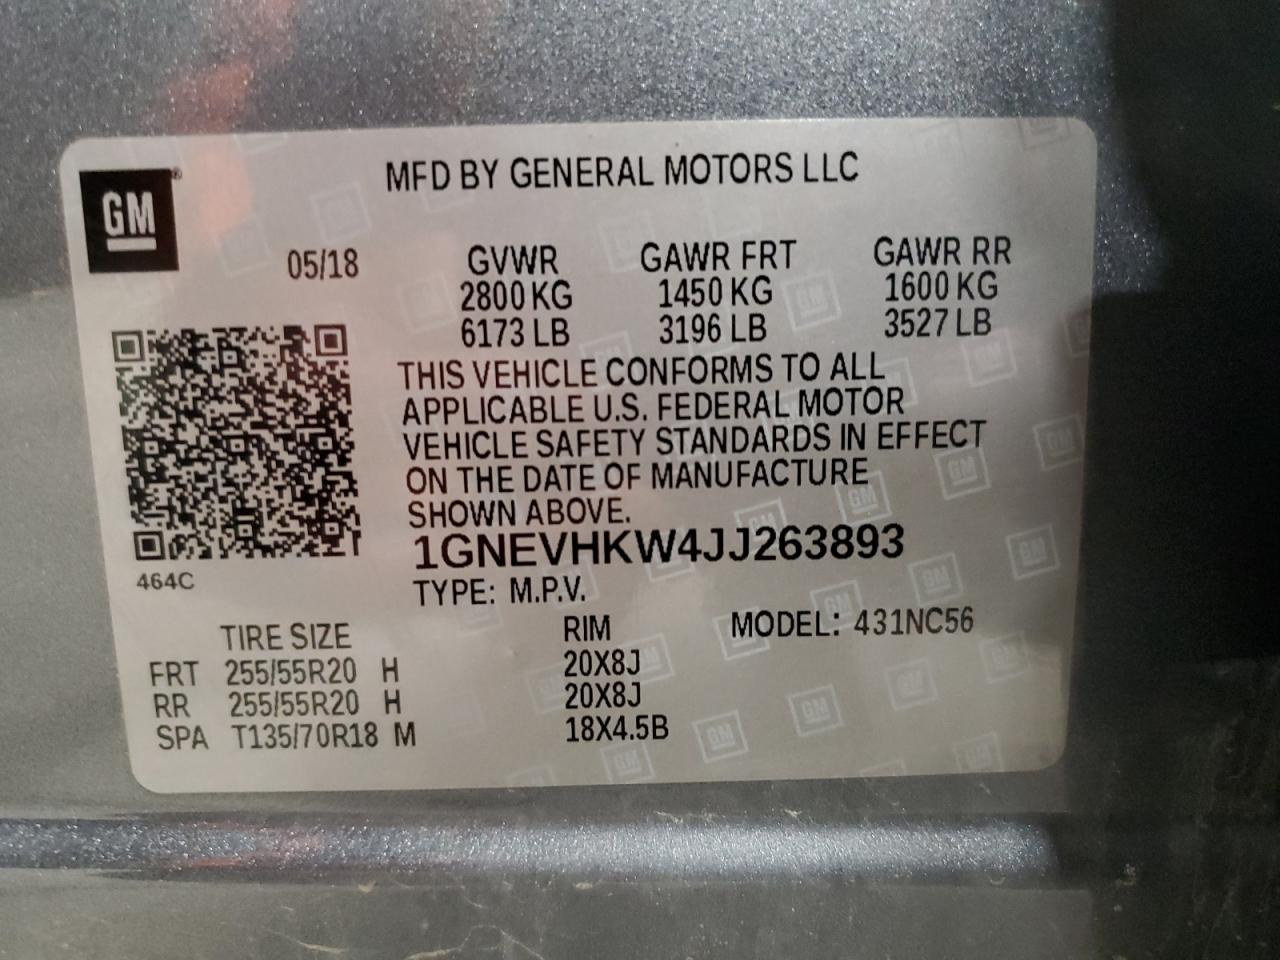 MFD BY GENERAL MOTORS LLC
GM®
05/18 GVWR GAWR FRT GAWR RR
2800 KG 1450 KG 1600 KG
6173 LB 3196 LB 3527 LB
THIS VEHICLE CONFORMS TO ALL
APPLICABLE U.S. FEDERAL MOTOR
VEHICLE SAFETY STANDARDS IN EFFECT
ON THE DATE OF MANUFACTURE
SHOWN ABOVE.
1GNEVHKW4JJ263893
464C
TYPE: M.P.V.
TIRE SIZE RIM MODEL: 431NC56
FRT 255/55R20 H 20X8J
RR 255/55R20 H 20X8J
SPA T135/70R18 M 18X4.5B